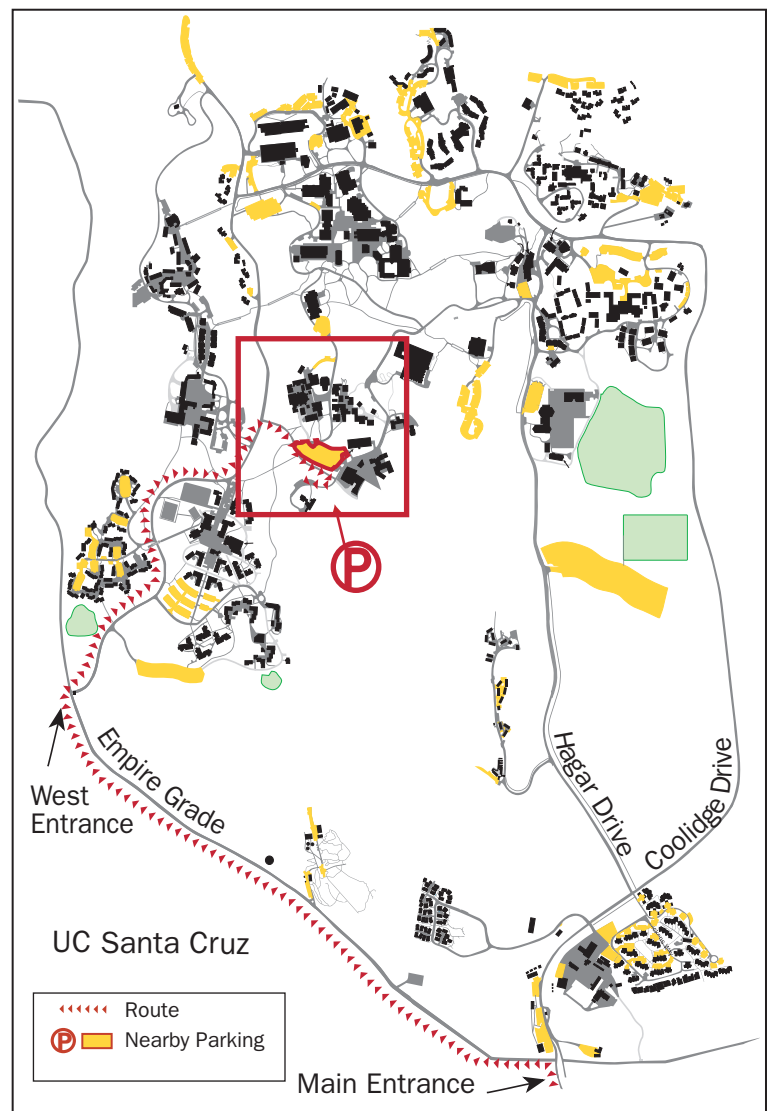 P
Hagar Drive
Coolidge Drive
Empire Grade
West
Entrance
UC Santa Cruz
Route
P Nearby Parking
Main Entrance